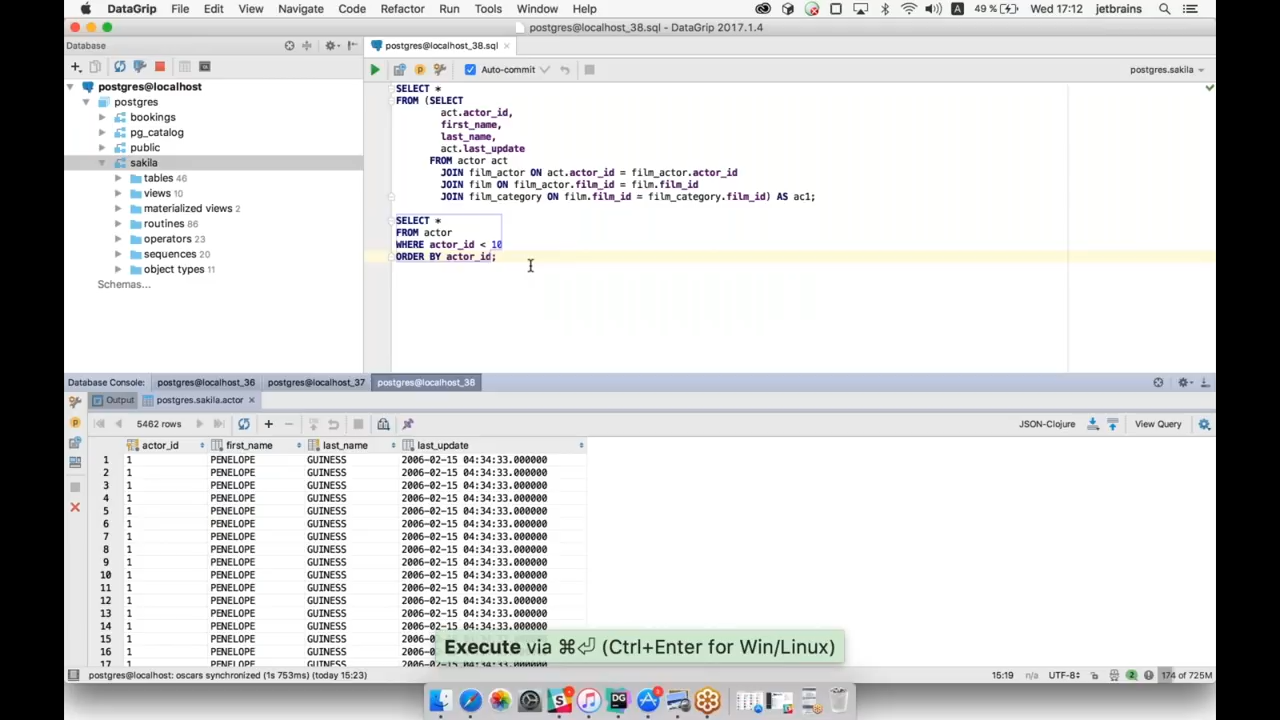 DataGrip File Edit View Navigate Code Refactor Run Tools Window Help A 49 % Wed 17:12 jetbrains
postgres@localhost_38.sql - DataGrip 2017.1.4
Database
postgres@localhost_38.sql
Auto-commit
postgres.sakila
postgres@localhost
postgres
bookings
pg_catalog
public
sakila
tables 46
views 10
materialized views 2
routines 86
operators 23
sequences 20
object types 11
Schemas...
SELECT *
FROM (SELECT
act.actor_id,
first_name,
last_name,
act.last_update
FROM actor act
JOIN film_actor ON act.actor_id = film_actor.actor_id
JOIN film ON film_actor.film_id = film.film_id
JOIN film_category ON film.film_id = film_category.film_id) AS ac1;
SELECT *
FROM actor
WHERE actor_id < 10
ORDER BY actor_id;
Database Console: postgres@localhost_36 postgres@localhost_37 postgres@localhost_38
Output postgres.sakila.actor
5462 rows JSON-Clojure View Query
actor_id first_name last_name last_update
1 1 PENELOPE GUINESS 2006-02-15 04:34:33.000000
2 1 PENELOPE GUINESS 2006-02-15 04:34:33.000000
3 1 PENELOPE GUINESS 2006-02-15 04:34:33.000000
4 1 PENELOPE GUINESS 2006-02-15 04:34:33.000000
5 1 PENELOPE GUINESS 2006-02-15 04:34:33.000000
6 1 PENELOPE GUINESS 2006-02-15 04:34:33.000000
7 1 PENELOPE GUINESS 2006-02-15 04:34:33.000000
8 1 PENELOPE GUINESS 2006-02-15 04:34:33.000000
9 1 PENELOPE GUINESS 2006-02-15 04:34:33.000000
10 1 PENELOPE GUINESS 2006-02-15 04:34:33.000000
11 1 PENELOPE GUINESS 2006-02-15 04:34:33.000000
12 1 PENELOPE GUINESS 2006-02-15 04:34:33.000000
13 1 PENELOPE GUINESS 2006-02-15 04:34:33.000000
14 1 PENELOPE GUINESS 2006-02-15 04:34:33.000000
15 1 PENELOPE GUINESS 2006-0
16 1 PENELOPE GUINESS 2006-0
17 1 PENELOPE GUINESS 2006-0
Execute via ⌘⏎ (Ctrl+Enter for Win/Linux)
postgres@localhost: oscars synchronized (1s 753ms) (today 15:23) 15:19 n/a UTF-8 2 174 of 725M
DG